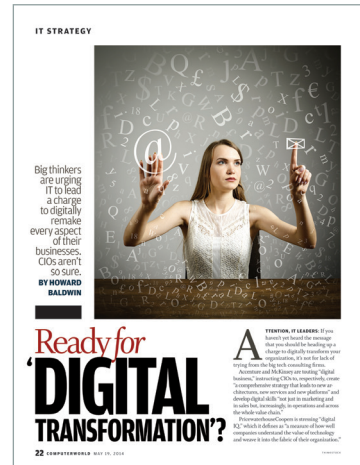 IT STRATEGY
Big thinkers
are urging
IT to lead
a charge
to digitally
remake
every aspect
of their
businesses.
CIOs aren't
so sure.
BY HOWARD
BALDWIN
Ready for
'DIGITAL
TRANSFORMATION'?
ATTENTION, IT LEADERS: If you
haven't yet heard the message
that you should be heading up a
charge to digitally transform your
organization, it's not for lack of
trying from the big tech consulting firms.
Accenture and McKinsey are touting "digital
business," instructing CIOs to, respectively, create
"a comprehensive strategy that leads to new ar-
chitectures, new services and new platforms" and
develop digital skills "not just in marketing and
in sales but, increasingly, in operations and across
the whole value chain."
PricewaterhouseCoopers is stressing "digital
IQ," which it defines as "a measure of how well
companies understand the value of technology
and weave it into the fabric of their organization."
22 COMPUTERWORLD MAY 19, 2014